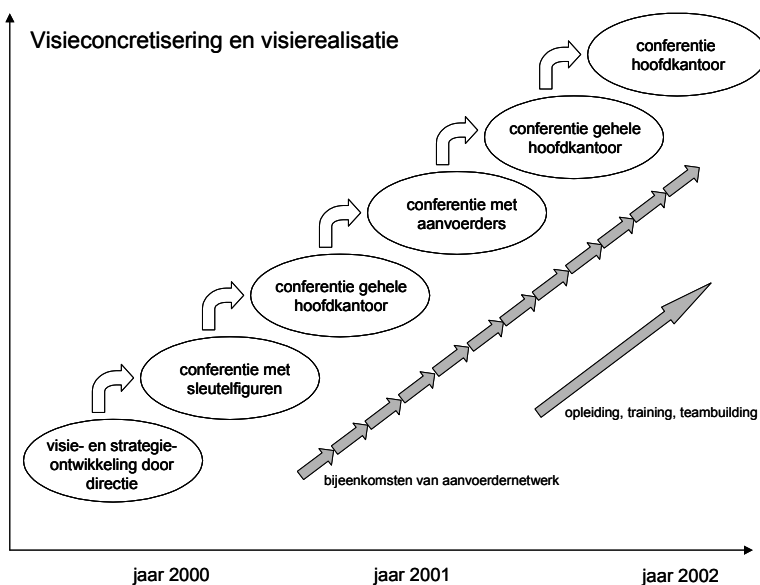 Visieconcretisering en visierealisatie
conferentie
hoofdkantoor
conferentie gehele
hoofdkantoor
conferentie met
aanvoerders
conferentie gehele
hoofdkantoor
conferentie met
sleutelfiguren
visie- en strategie-
ontwikkeling door
directie
opleiding, training, teambuilding
bijeenkomsten van aanvoerdernetwerk
jaar 2000
jaar 2001
jaar 2002